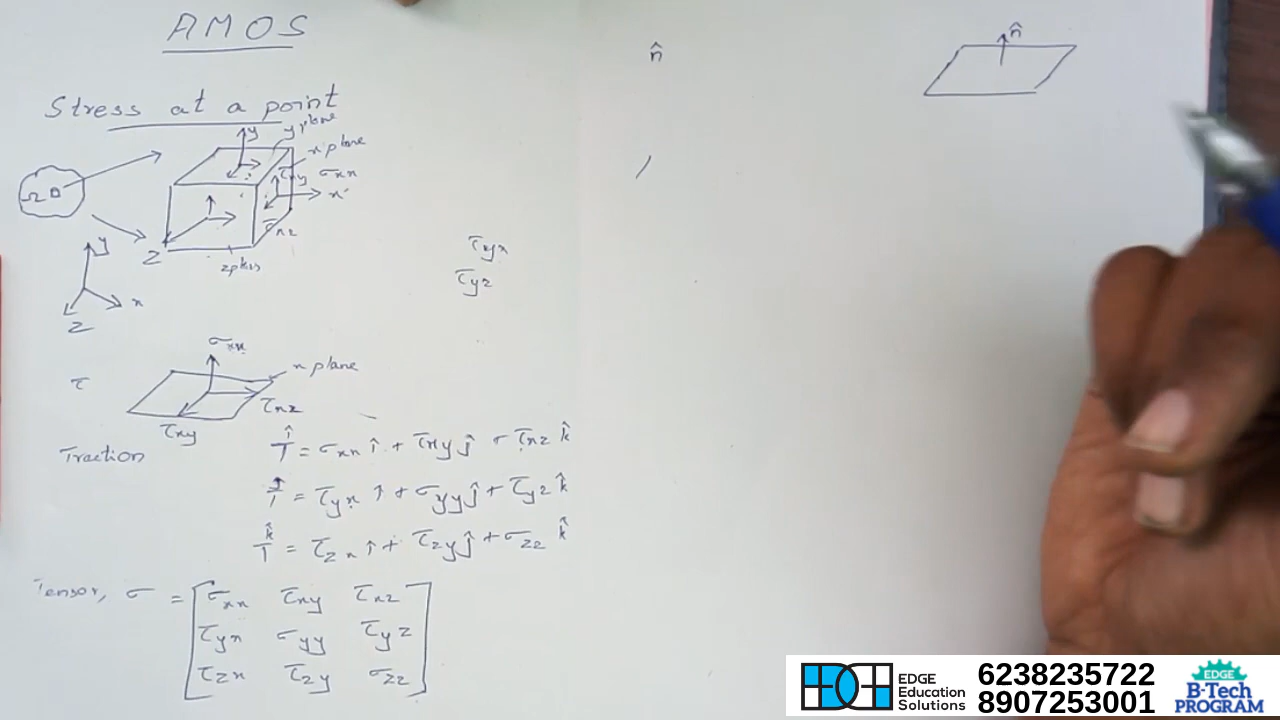 AMOS
Stress at a point
n̂
n̂
y y plane
x plane
τxy σxx
x
τxz
Ω
z
z plane
y
x
z
τyx
τyz
σxx
x plane
τ
τxz
τxy
Traction
T^î = σxx î + τxy ĵ + τxz k̂
T^ĵ = τyx î + σyy ĵ + τyz k̂
T^k̂ = τzx î + τzy ĵ + σzz k̂
Tensor, σ = [σxx τxy τxz
τyx σyy τyz
τzx τzy σzz]
EDGE
Education
Solutions
6238235722
8907253001
EDGE
B-Tech
PROGRAM